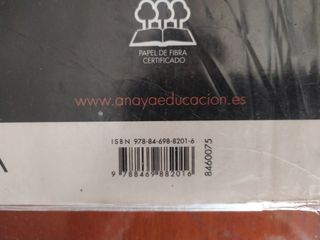 PAPEL DE FIBRA
CERTIFICADO
www.anayaeducacion.es
ISBN 978-84-698-8201-6
9 788469 882016
8460075